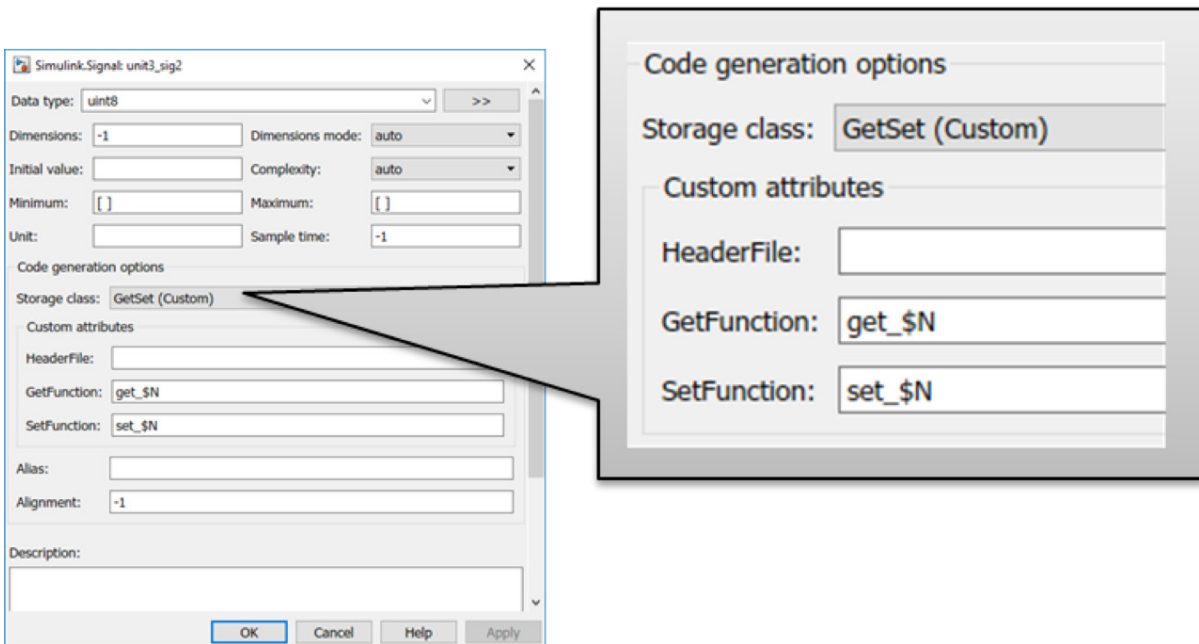 Simulink.Signal: unit3_sig2
Data type: uint8 >>
Dimensions: -1 Dimensions mode: auto
Initial value: Complexity: auto
Minimum: [ ] Maximum: [ ]
Unit: Sample time: -1
Code generation options
Storage class: GetSet (Custom)
Custom attributes
HeaderFile:
GetFunction: get_$N
SetFunction: set_$N
Alias:
Alignment: -1
Description:
OK Cancel Help Apply
Code generation options
Storage class: GetSet (Custom)
Custom attributes
HeaderFile:
GetFunction: get_$N
SetFunction: set_$N